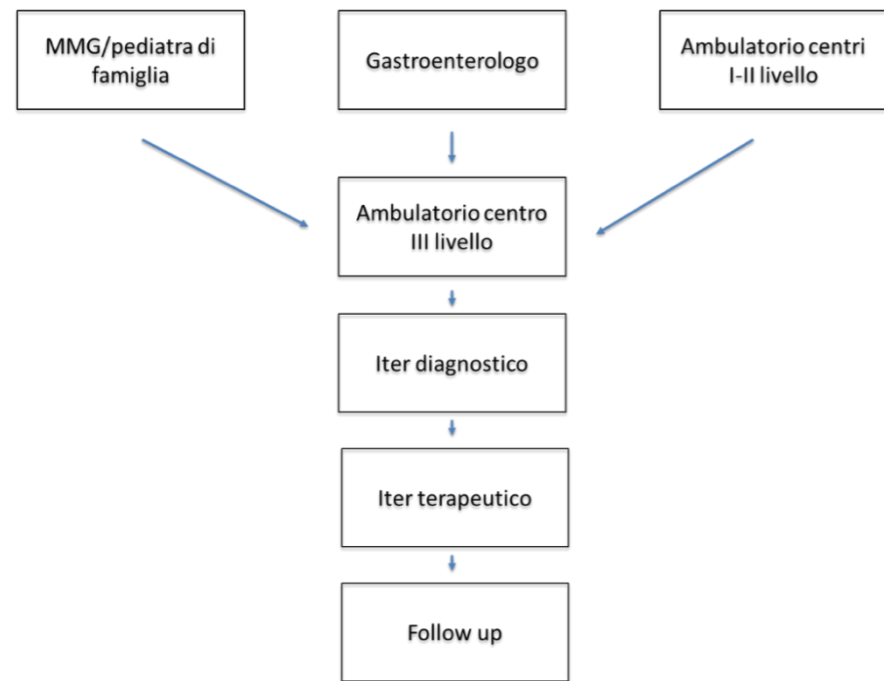 MMG/pediatra di
famiglia
Gastroenterologo
Ambulatorio centri
I-II livello
Ambulatorio centro
III livello
Iter diagnostico
Iter terapeutico
Follow up